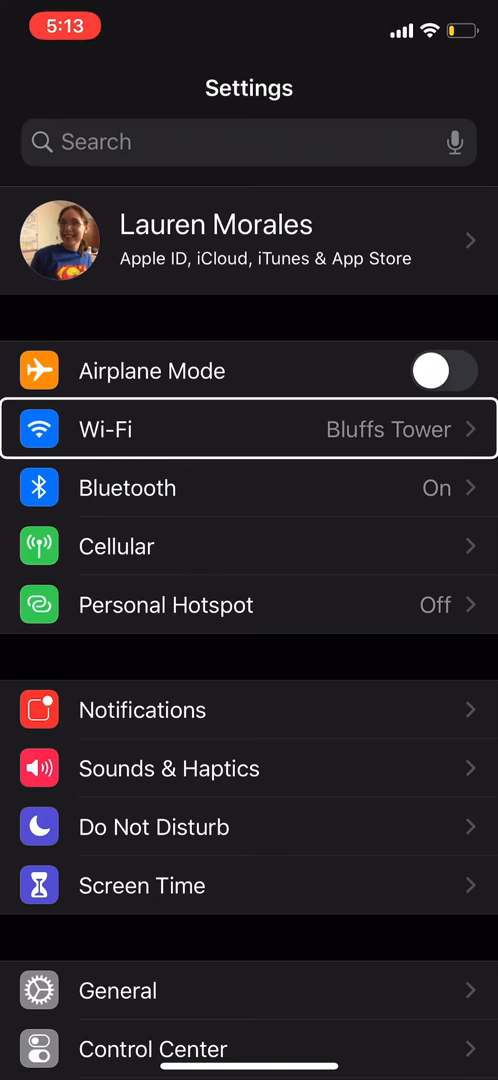 5:13
Settings
Search
Lauren Morales
Apple ID, iCloud, iTunes & App Store
Airplane Mode
Wi-Fi Bluffs Tower
Bluetooth On
Cellular
Personal Hotspot Off
Notifications
Sounds & Haptics
Do Not Disturb
Screen Time
General
Control Center